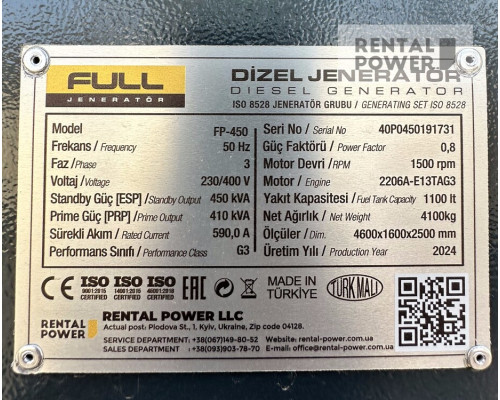 RENTAL
POWER
FULL
JENERATÖR
DİZEL JENERATÖR
DIESEL GENERATOR
ISO 8528 JENERATÖR GRUBU / GENERATING SET ISO 8528
Model FP-450
Frekans / Frequency 50 Hz
Faz / Phase 3
Voltaj / Voltage 230/400 V
Standby Güç [ESP] / Standby Output 450 kVA
Prime Güç [PRP] / Prime Output 410 kVA
Sürekli Akım / Rated Current 590,0 A
Performans Sınıfı / Performance Class G3
Seri No / Serial No 40P0450191731
Güç Faktörü / Power Factor 0,8
Motor Devri / RPM 1500 rpm
Motor / Engine 2206A-E13TAG3
Yakıt Kapasitesi / Fuel Tank Capacity 1100 lt
Net Ağırlık / Net Weight 4100kg
Ölçüler / Dim. 4600x1600x2500 mm
Üretim Yılı / Production Year 2024
CE ISO 9001:2015 CERTIFIED ISO 14001:2015 CERTIFIED ISO 45001:2018 CERTIFIED EAC MADE IN TÜRKİYE TÜRK MALI
RENTAL POWER
RENTAL POWER LLC
Actual post: Plodova St., 1, Kyiv, Ukraine, Zip code 04128.
SERVICE DEPARTMENT : +38(067)149-80-52 Website: rental-power.com.ua
SALES DEPARTMENT : +38(093)903-78-70 E-mail: office@rental-power.com.ua